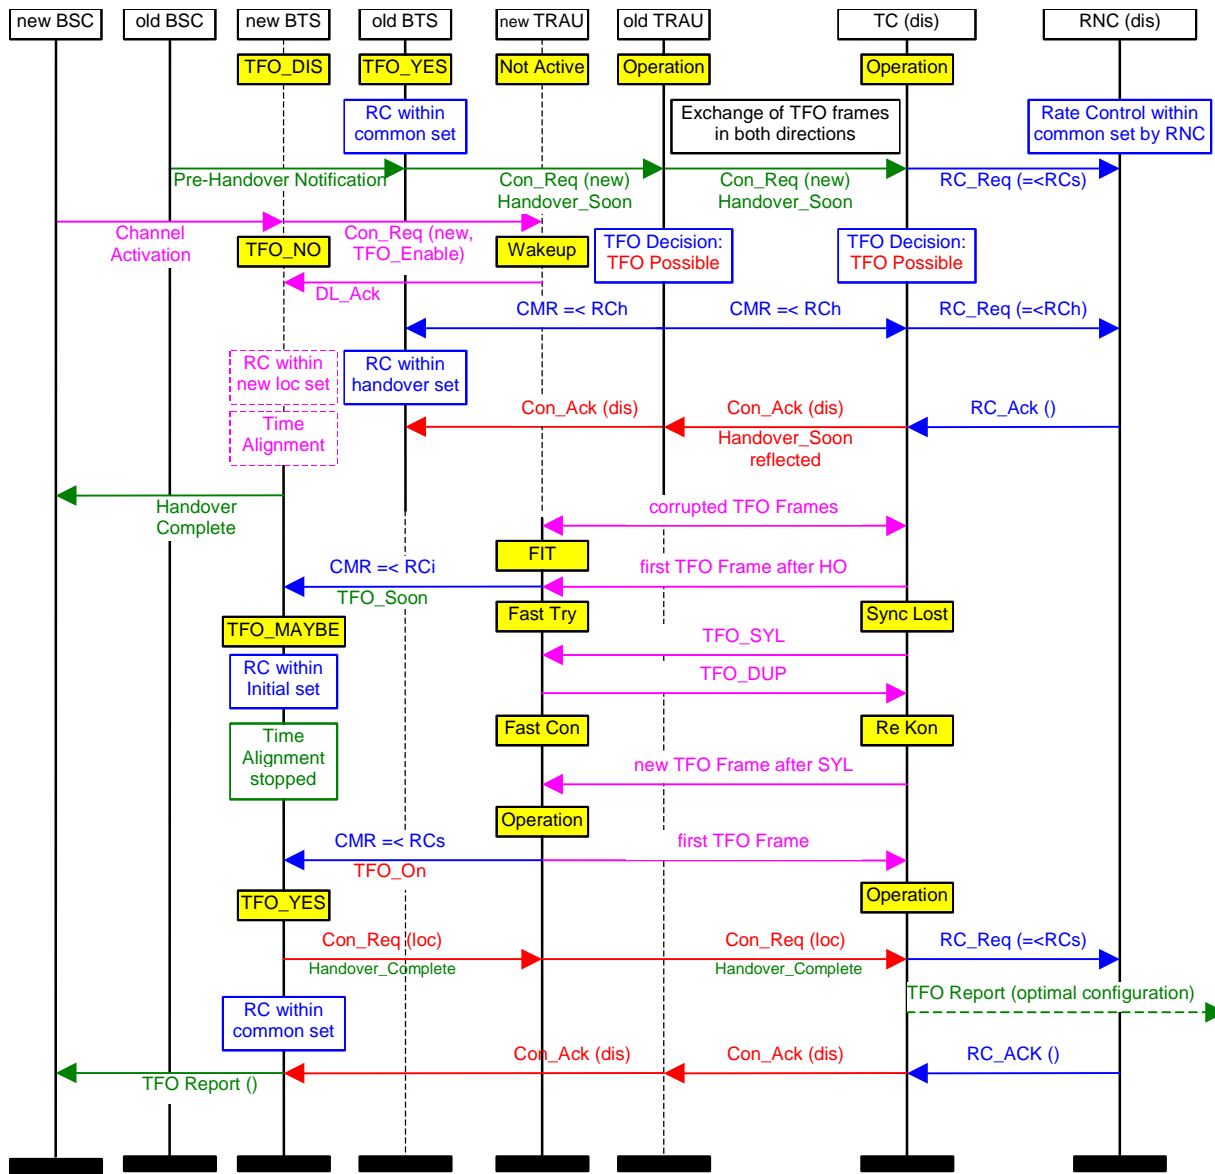 new BSC
old BSC
new BTS
old BTS
new TRAU
old TRAU
TC (dis)
RNC (dis)
TFO_DIS
TFO_YES
Not Active
Operation
Operation
RC within
common set
Exchange of TFO frames
in both directions
Rate Control within
common set by RNC
Pre-Handover Notification
Con_Req (new)
Handover_Soon
Con_Req (new)
Handover_Soon
RC_Req (=<RCs)
Channel
Activation
TFO_NO
Con_Req (new,
TFO_Enable)
Wakeup
TFO Decision:
TFO Possible
TFO Decision:
TFO Possible
DL_Ack
CMR =< RCh
CMR =< RCh
RC_Req (=<RCh)
RC within
new loc set
RC within
handover set
Time
Alignment
Con_Ack (dis)
Con_Ack (dis)
Handover_Soon
reflected
RC_Ack ()
Handover
Complete
corrupted TFO Frames
FIT
CMR =< RCi
TFO_Soon
first TFO Frame after HO
TFO_MAYBE
Fast Try
Sync Lost
TFO_SYL
RC within
Initial set
TFO_DUP
Time
Alignment
stopped
Fast Con
Re Kon
new TFO Frame after SYL
Operation
CMR =< RCs
TFO_On
first TFO Frame
TFO_YES
Operation
Con_Req (loc)
Handover_Complete
Con_Req (loc)
Handover_Complete
RC_Req (=<RCs)
TFO Report (optimal configuration)
RC within
common set
Con_Ack (dis)
Con_Ack (dis)
RC_ACK ()
TFO Report ()